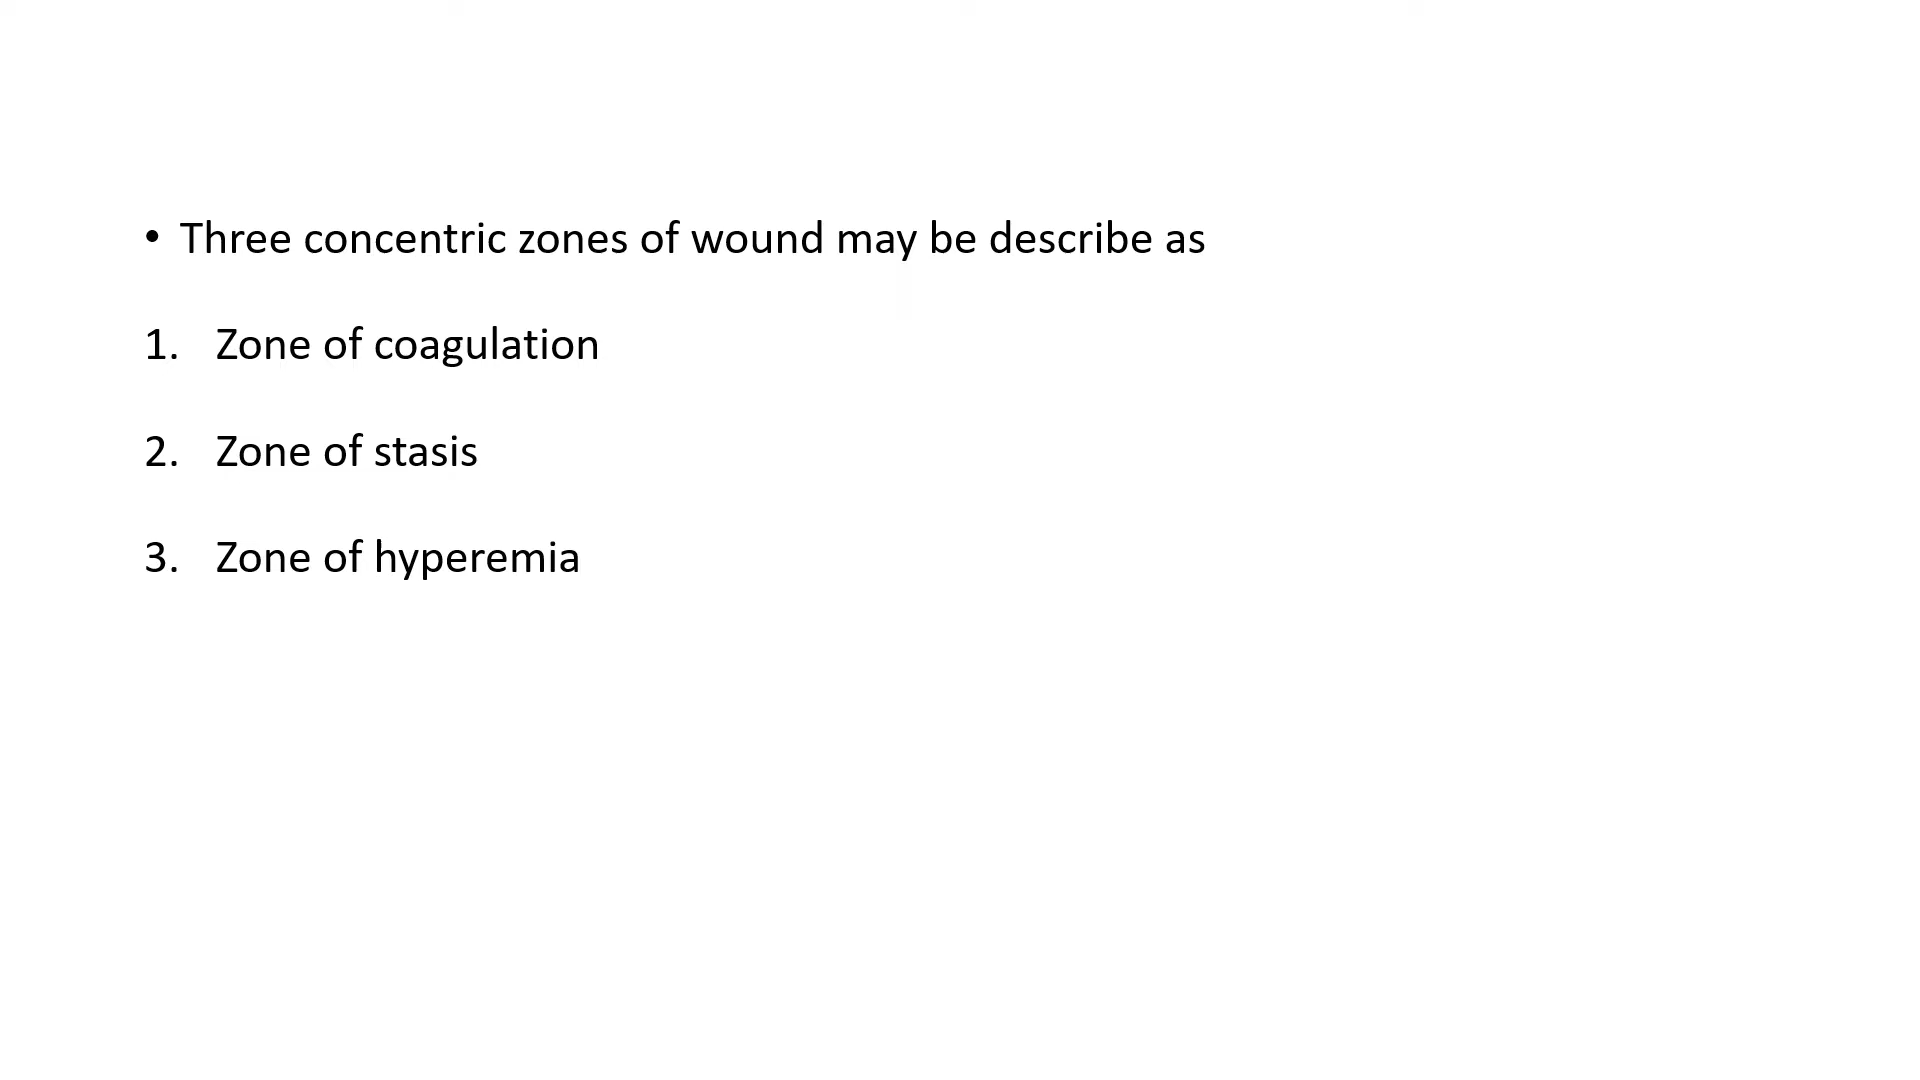 • Three concentric zones of wound may be describe as
1. Zone of coagulation
2. Zone of stasis
3. Zone of hyperemia